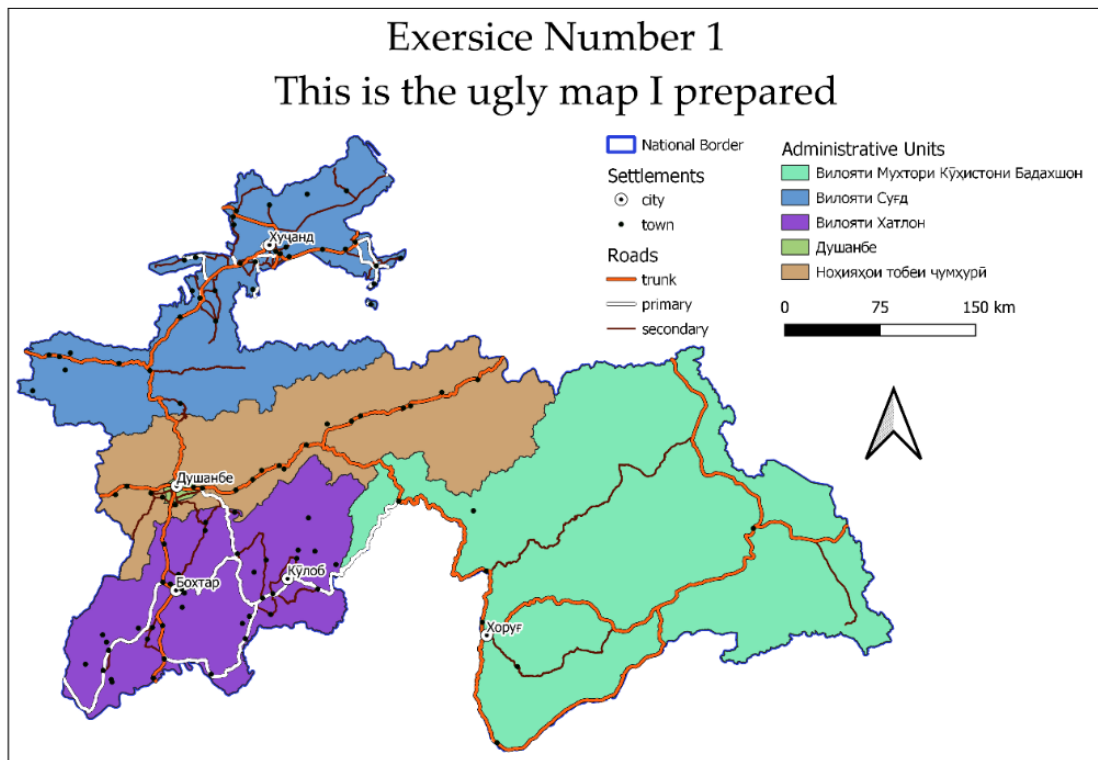 Exersice Number 1
This is the ugly map I prepared
National Border
Settlements
city
town
Roads
trunk
primary
secondary
Administrative Units
Вилояти Мухтори Кӯҳистони Бадахшон
Вилояти Суғд
Вилояти Хатлон
Душанбе
Ноҳияҳои тобеи ҷумҳурӣ
0 75 150 km
Хуҷанд
Душанбе
Бохтар
Кӯлоб
Хоруғ